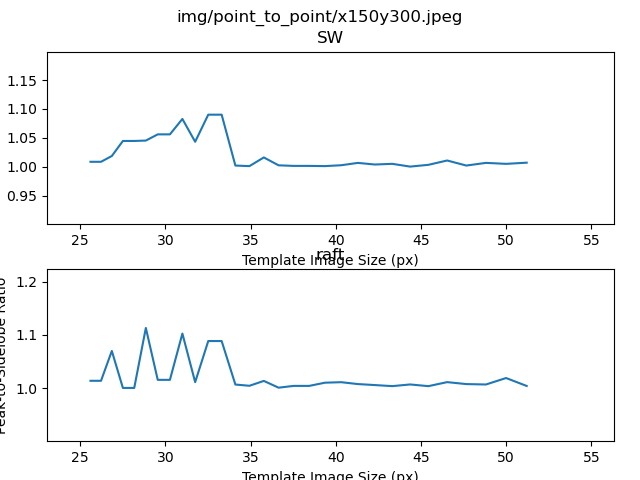 img/point_to_point/x150y300.jpeg
SW
1.15
1.10
1.05
1.00
0.95
25 30 35 40 45 50 55
Template Image Size (px)
raft
Peak-to-Sidelobe Ratio
1.2
1.1
1.0
25 30 35 40 45 50 55
Template Image Size (px)